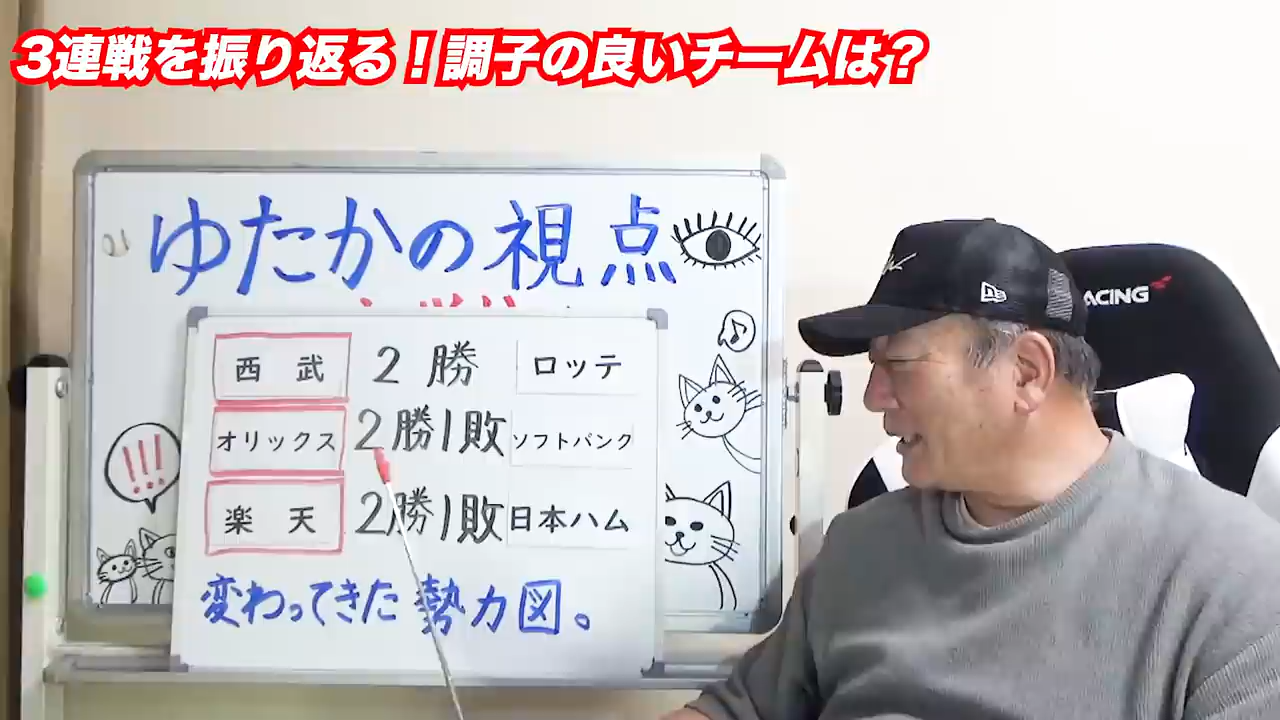 3連戦を振り返る！調子の良いチームは？
ゆたかの視点
西武 2勝 ロッテ
オリックス 2勝1敗 ソフトバンク
楽天 2勝1敗 日本ハム
変わってきた勢力図。
!!!
ACING